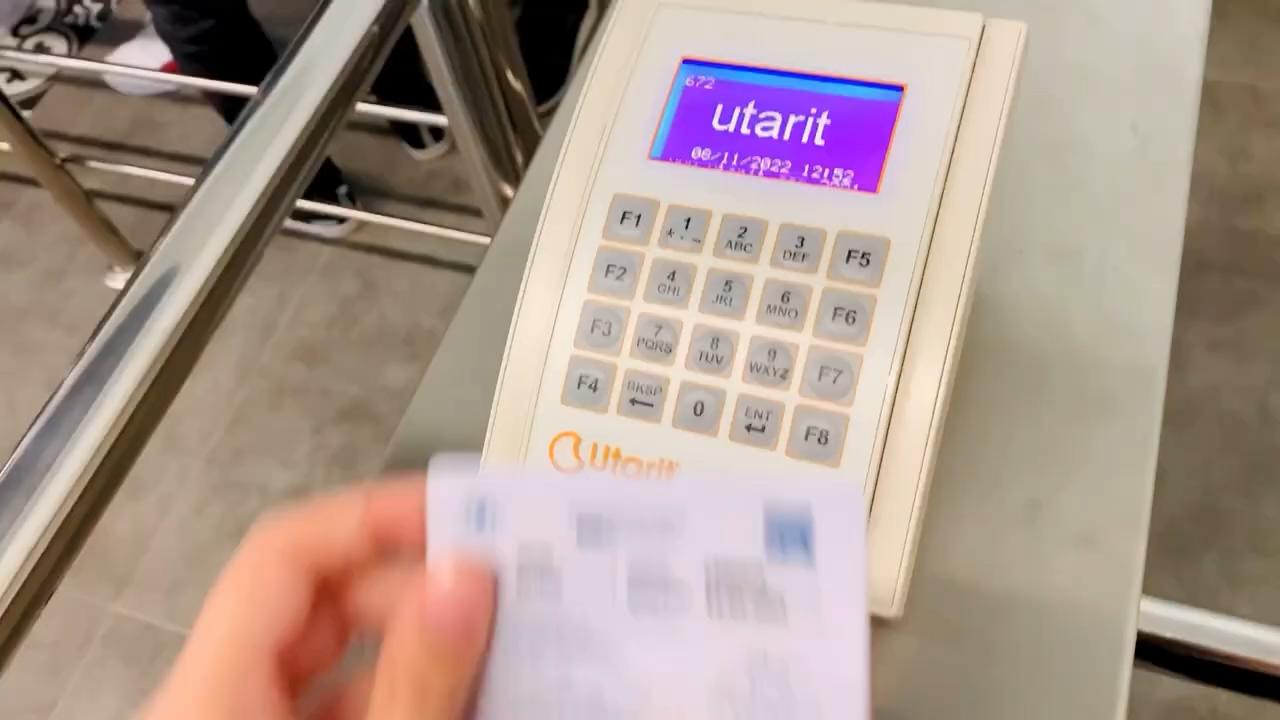 672
utarit
08/11/2022 12:52
F1 1 2 3 F5
*.- ABC DEF
F2 4 5 6 F6
GHI JKL MNO
F3 7 8 9 F7
PQRS TUV WXYZ
F4 BKSP 0 ENT F8
Utarit